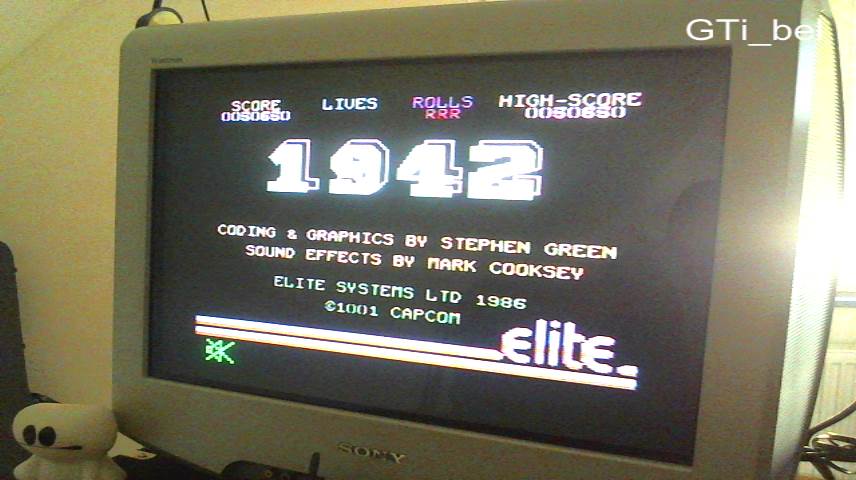 GTi_bel
SCORE LIVES ROLLS HIGH-SCORE
0050650 RRR 0050650
1942
CODING & GRAPHICS BY STEPHEN GREEN
SOUND EFFECTS BY MARK COOKSEY
ELITE SYSTEMS LTD 1986
©1001 CAPCOM
elite
SONY